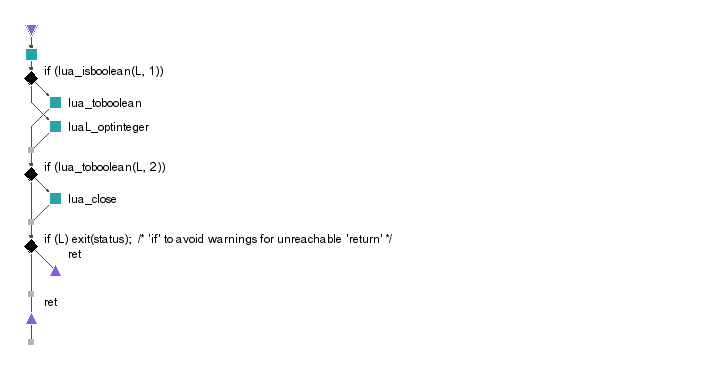 if (lua_isboolean(L, 1))
lua_toboolean
luaL_optinteger
if (lua_toboolean(L, 2))
lua_close
if (L) exit(status);  /* 'if' to avoid warnings for unreachable 'return' */
ret
ret